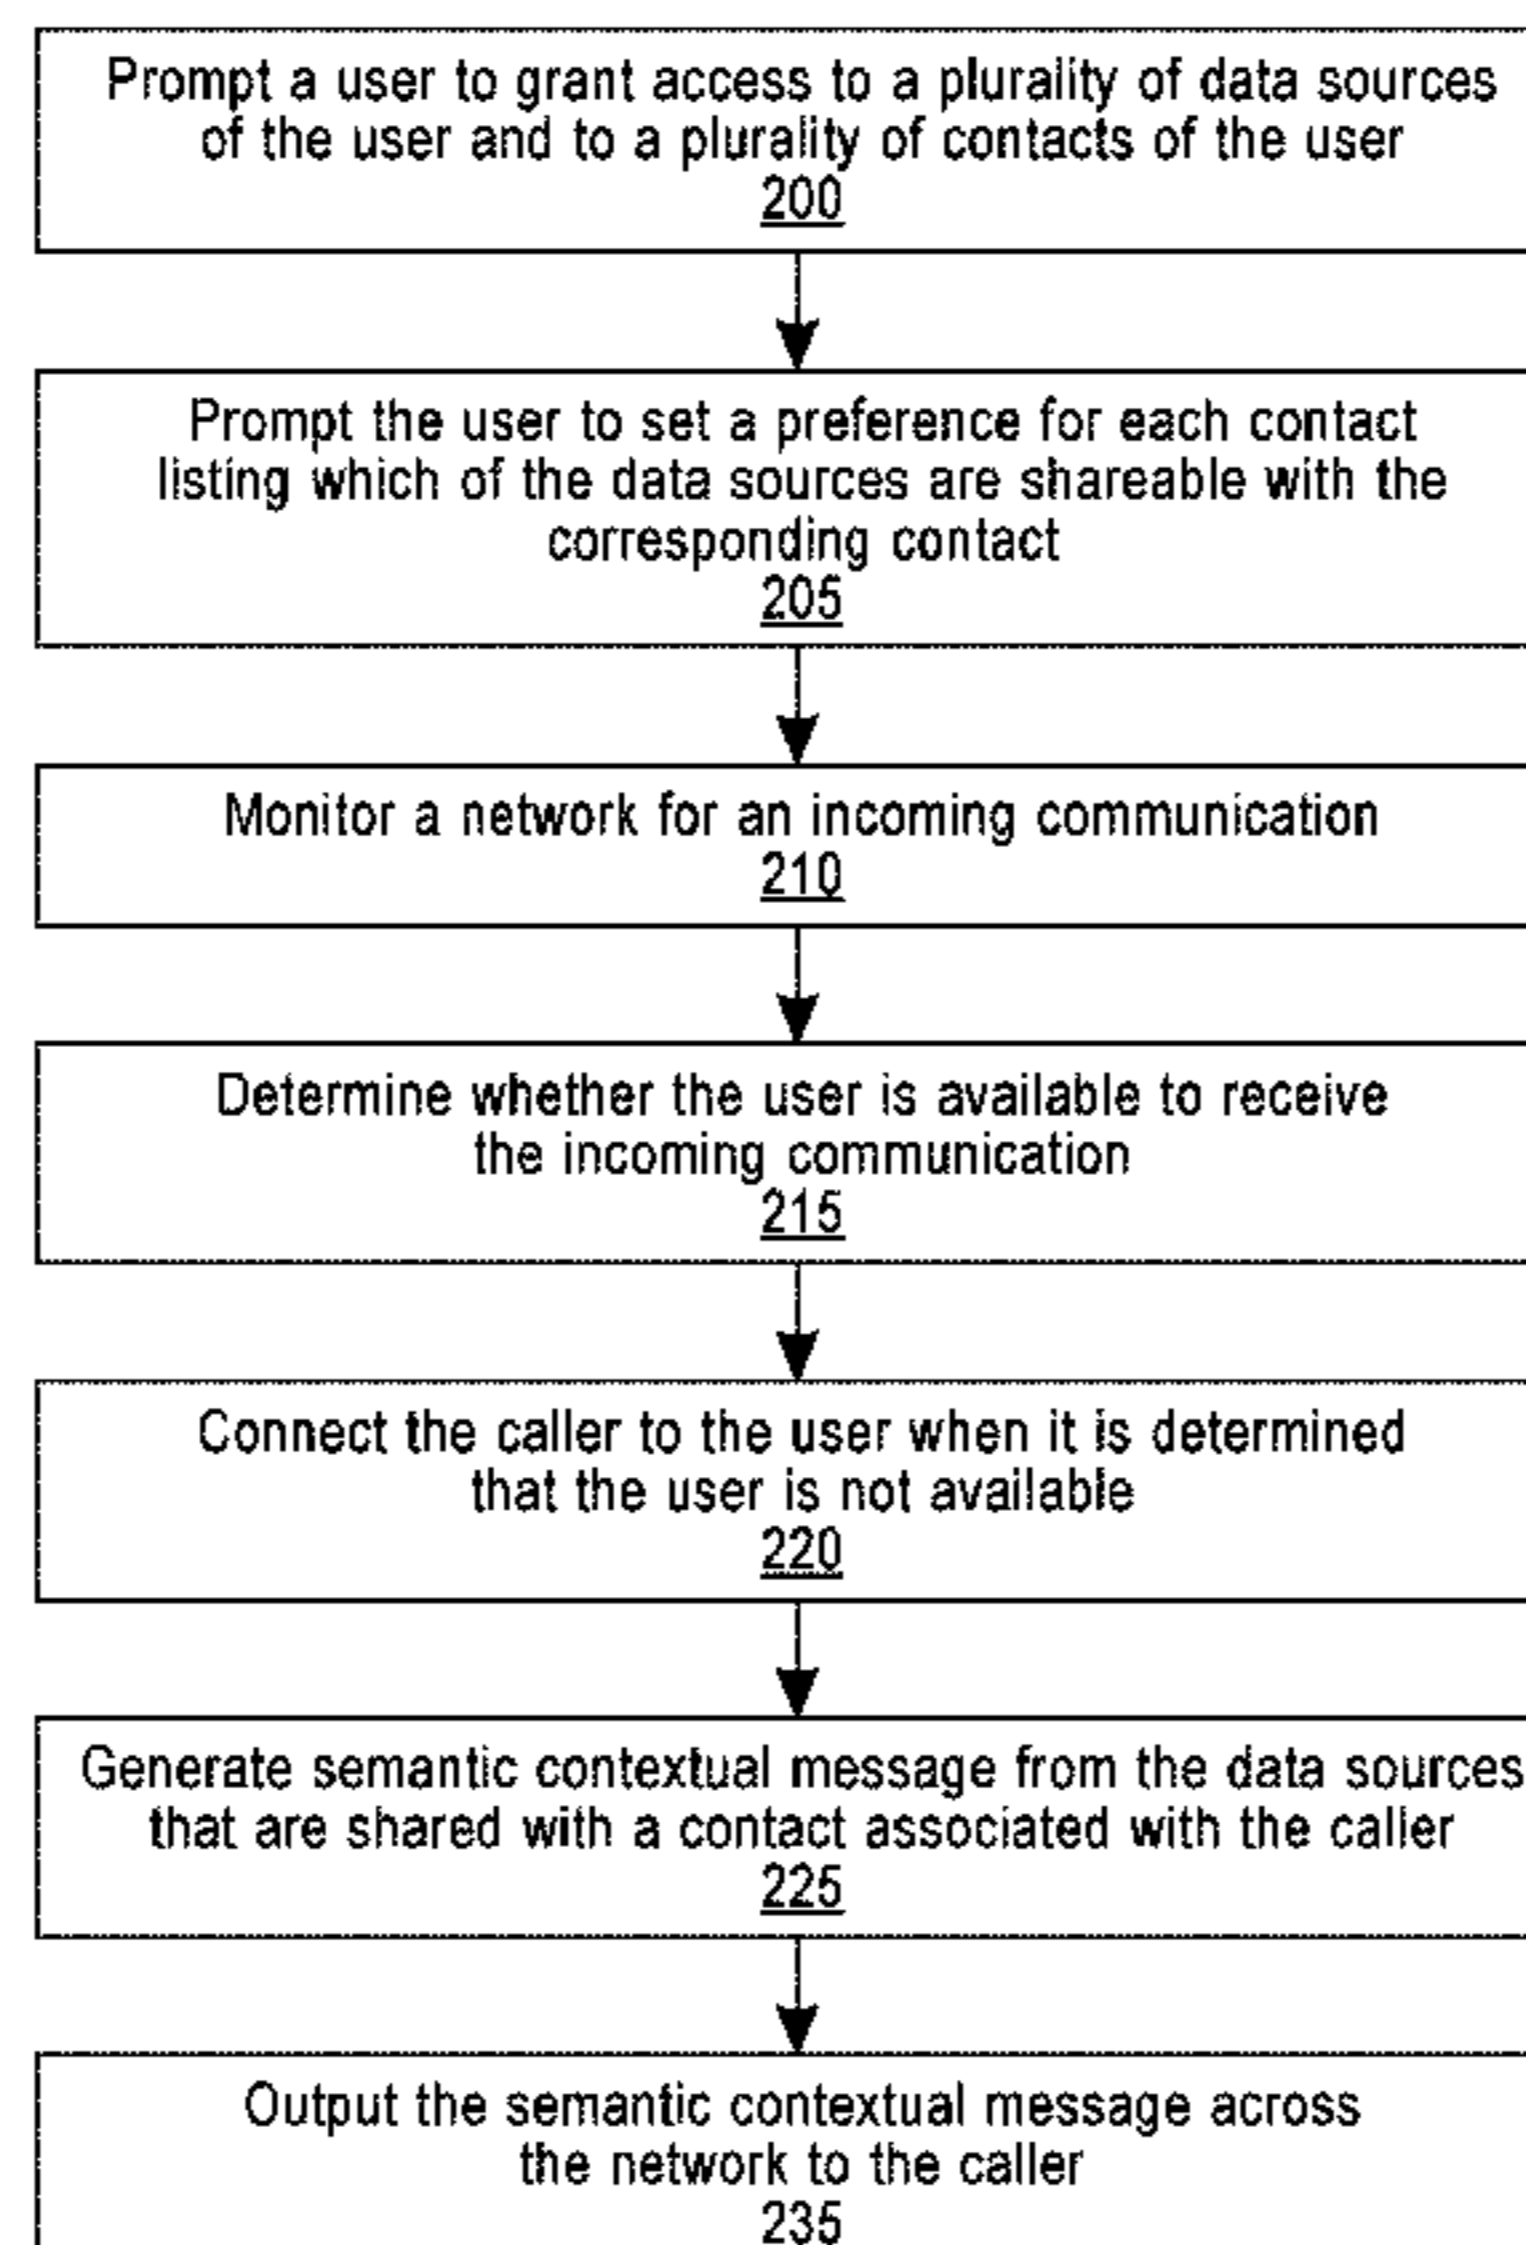 Prompt a user to grant access to a plurality of data sources
of the user and to a plurality of contacts of the user
200
Prompt the user to set a preference for each contact
listing which of the data sources are shareable with the
corresponding contact
205
Monitor a network for an incoming communication
210
Determine whether the user is available to receive
the incoming communication
215
Connect the caller to the user when it is determined
that the user is not available
220
Generate semantic contextual message from the data sources
that are shared with a contact associated with the caller
225
Output the semantic contextual message across
the network to the caller
235